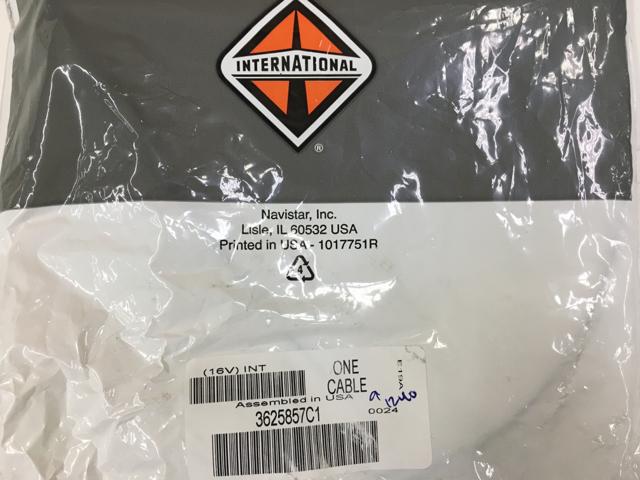 INTERNATIONAL
®
Navistar, Inc.
Lisle, IL 60532 USA
Printed in USA - 1017751R
4
(16V) INT
ONE
CABLE
E19A
Assembled in USA
3625857C1
0024